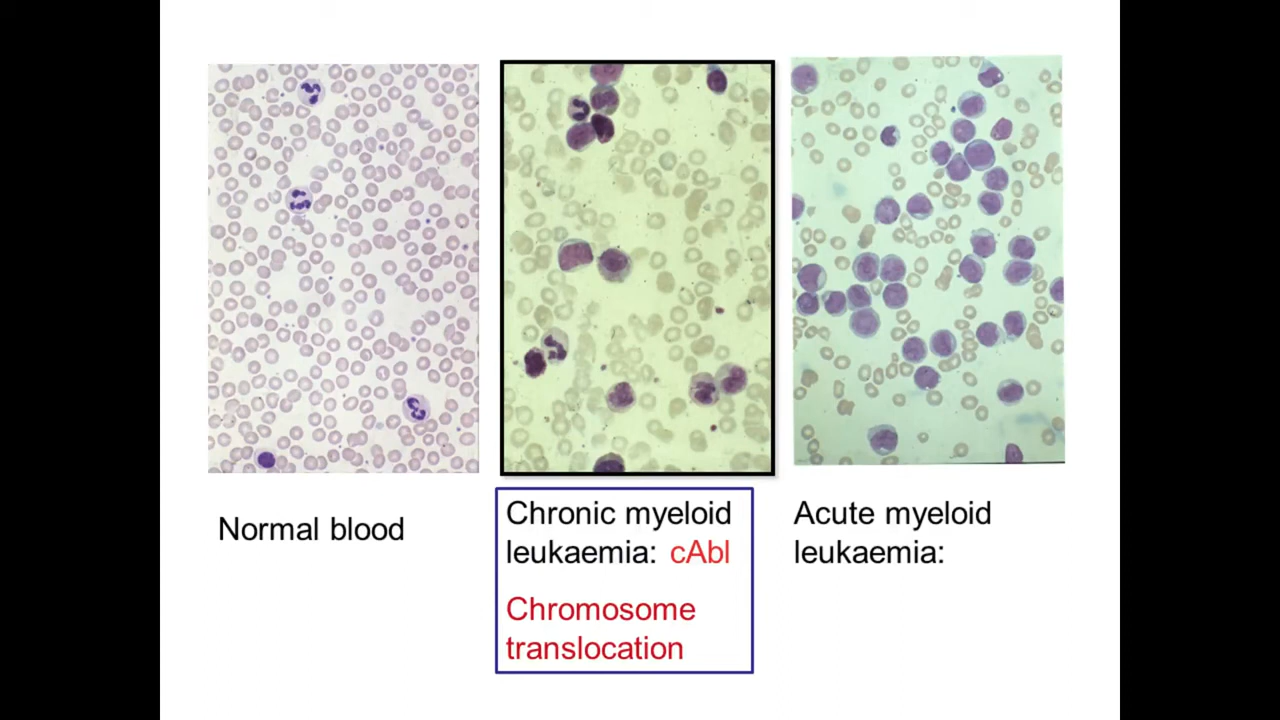 Normal blood
Chronic myeloid
leukaemia: cAbl
Chromosome
translocation
Acute myeloid
leukaemia: